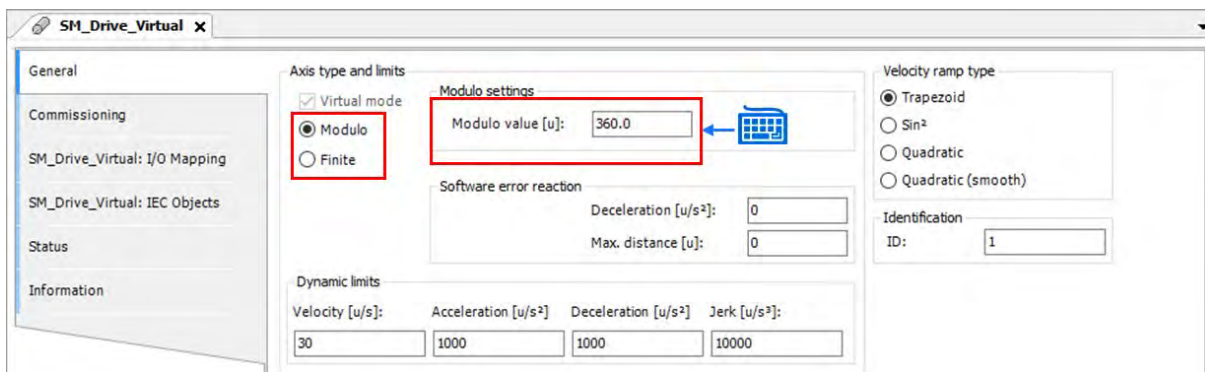 SM_Drive_Virtual
General
Commissioning
SM_Drive_Virtual: I/O Mapping
SM_Drive_Virtual: IEC Objects
Status
Information
Axis type and limits
Virtual mode
Modulo
Finite
Modulo settings
Modulo value [u]: 360.0
Software error reaction
Deceleration [u/s²]: 0
Max. distance [u]: 0
Dynamic limits
Velocity [u/s]: Acceleration [u/s²] Deceleration [u/s²] Jerk [u/s³]:
30 1000 1000 10000
Velocity ramp type
Trapezoid
Sin²
Quadratic
Quadratic (smooth)
Identification
ID: 1